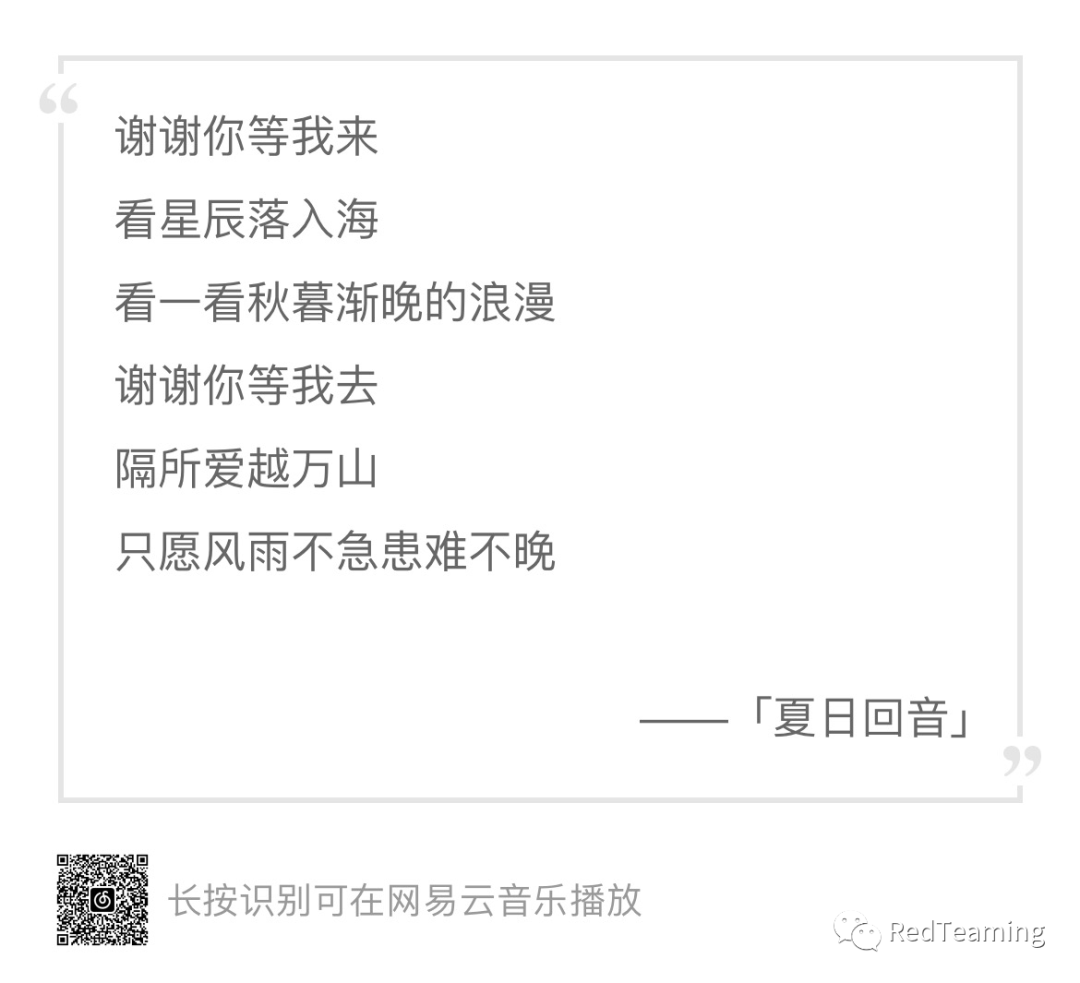 “
谢谢你等我来
看星辰落入海
看一看秋暮渐晚的浪漫
谢谢你等我去
隔所爱越万山
只愿风雨不急患难不晚
——「夏日回音」
”
长按识别可在网易云音乐播放
RedTeaming